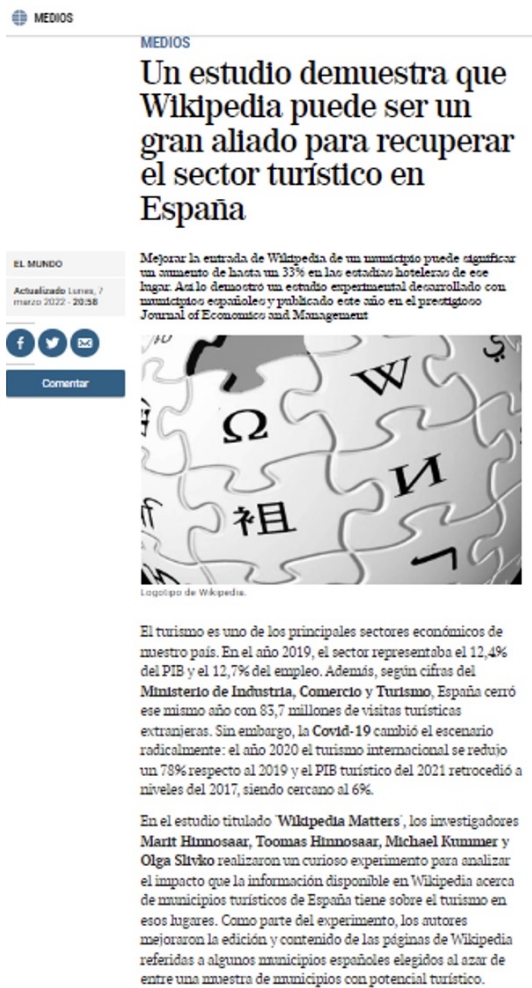 MEDIOS
MEDIOS
Un estudio demuestra que
Wikipedia puede ser un
gran aliado para recuperar
el sector turístico en
España
EL MUNDO
Actualizado Lunes, 7
marzo 2022 - 20:58
Comentar
Mejorar la entrada de Wikipedia de un municipio puede significar
un aumento de hasta un 33% en las estadías hoteleras de ese
lugar. Así lo demostró un estudio experimental desarrollado con
municipios españoles y publicado este año en el prestigioso
Journal of Economics and Management
Ω
W
И
祖
Logotipo de Wikipedia.
El turismo es uno de los principales sectores económicos de
nuestro país. En el año 2019, el sector representaba el 12,4%
del PIB y el 12,7% del empleo. Además, según cifras del
Ministerio de Industria, Comercio y Turismo, España cerró
ese mismo año con 83,7 millones de visitas turísticas
extranjeras. Sin embargo, la Covid-19 cambió el escenario
radicalmente: el año 2020 el turismo internacional se redujo
un 78% respecto al 2019 y el PIB turístico del 2021 retrocedió a
niveles del 2017, siendo cercano al 6%.
En el estudio titulado 'Wikipedia Matters', los investigadores
Marit Hinnosaar, Toomas Hinnosaar, Michael Kummer y
Olga Slivko realizaron un curioso experimento para analizar
el impacto que la información disponible en Wikipedia acerca
de municipios turísticos de España tiene sobre el turismo en
esos lugares. Como parte del experimento, los autores
mejoraron la edición y contenido de las páginas de Wikipedia
referidas a algunos municipios españoles elegidos al azar de
entre una muestra de municipios con potencial turístico.